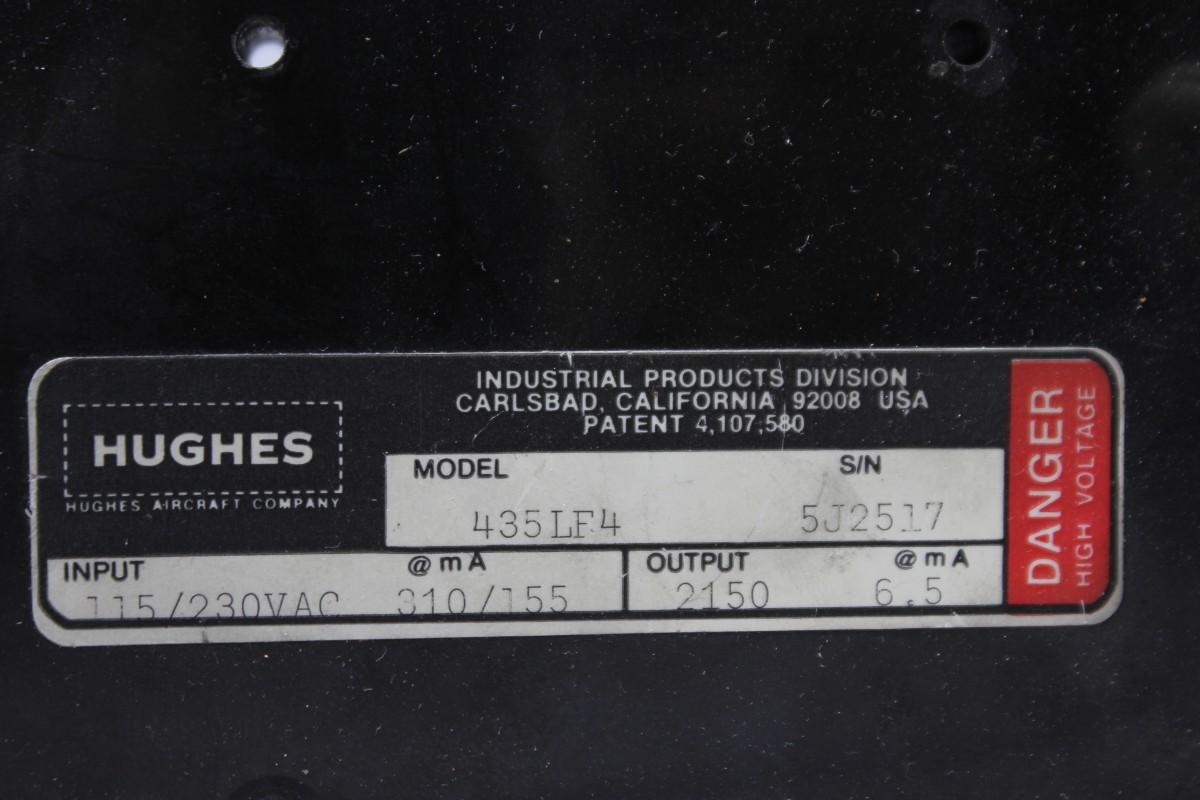 INDUSTRIAL PRODUCTS DIVISION
CARLSBAD, CALIFORNIA 92008 USA
PATENT 4,107,580
HUGHES
HUGHES AIRCRAFT COMPANY
MODEL S/N
435LF4 5J2517
INPUT @ mA OUTPUT @ mA
115/230VAC 310/155 2150 6.5
DANGER
HIGH VOLTAGE